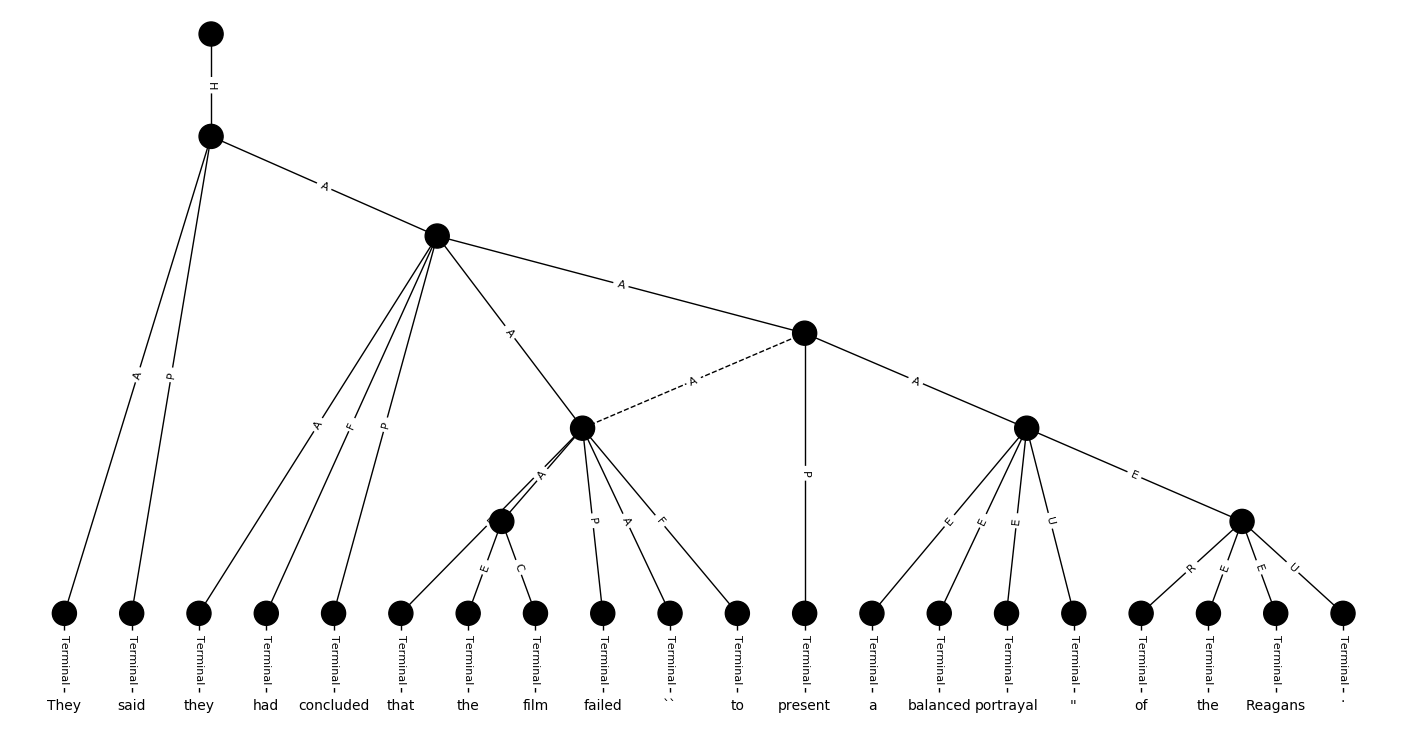 H
A
A
A
A
P
A
A
A
F
P
A
P
E
P
A
F
E
E
E
U
E
C
R
E
E
U
Terminal Terminal Terminal Terminal Terminal Terminal Terminal Terminal Terminal Terminal Terminal Terminal Terminal Terminal Terminal Terminal Terminal Terminal Terminal Terminal
They said they had concluded that the film failed `` to present a balanced portrayal " of the Reagans .